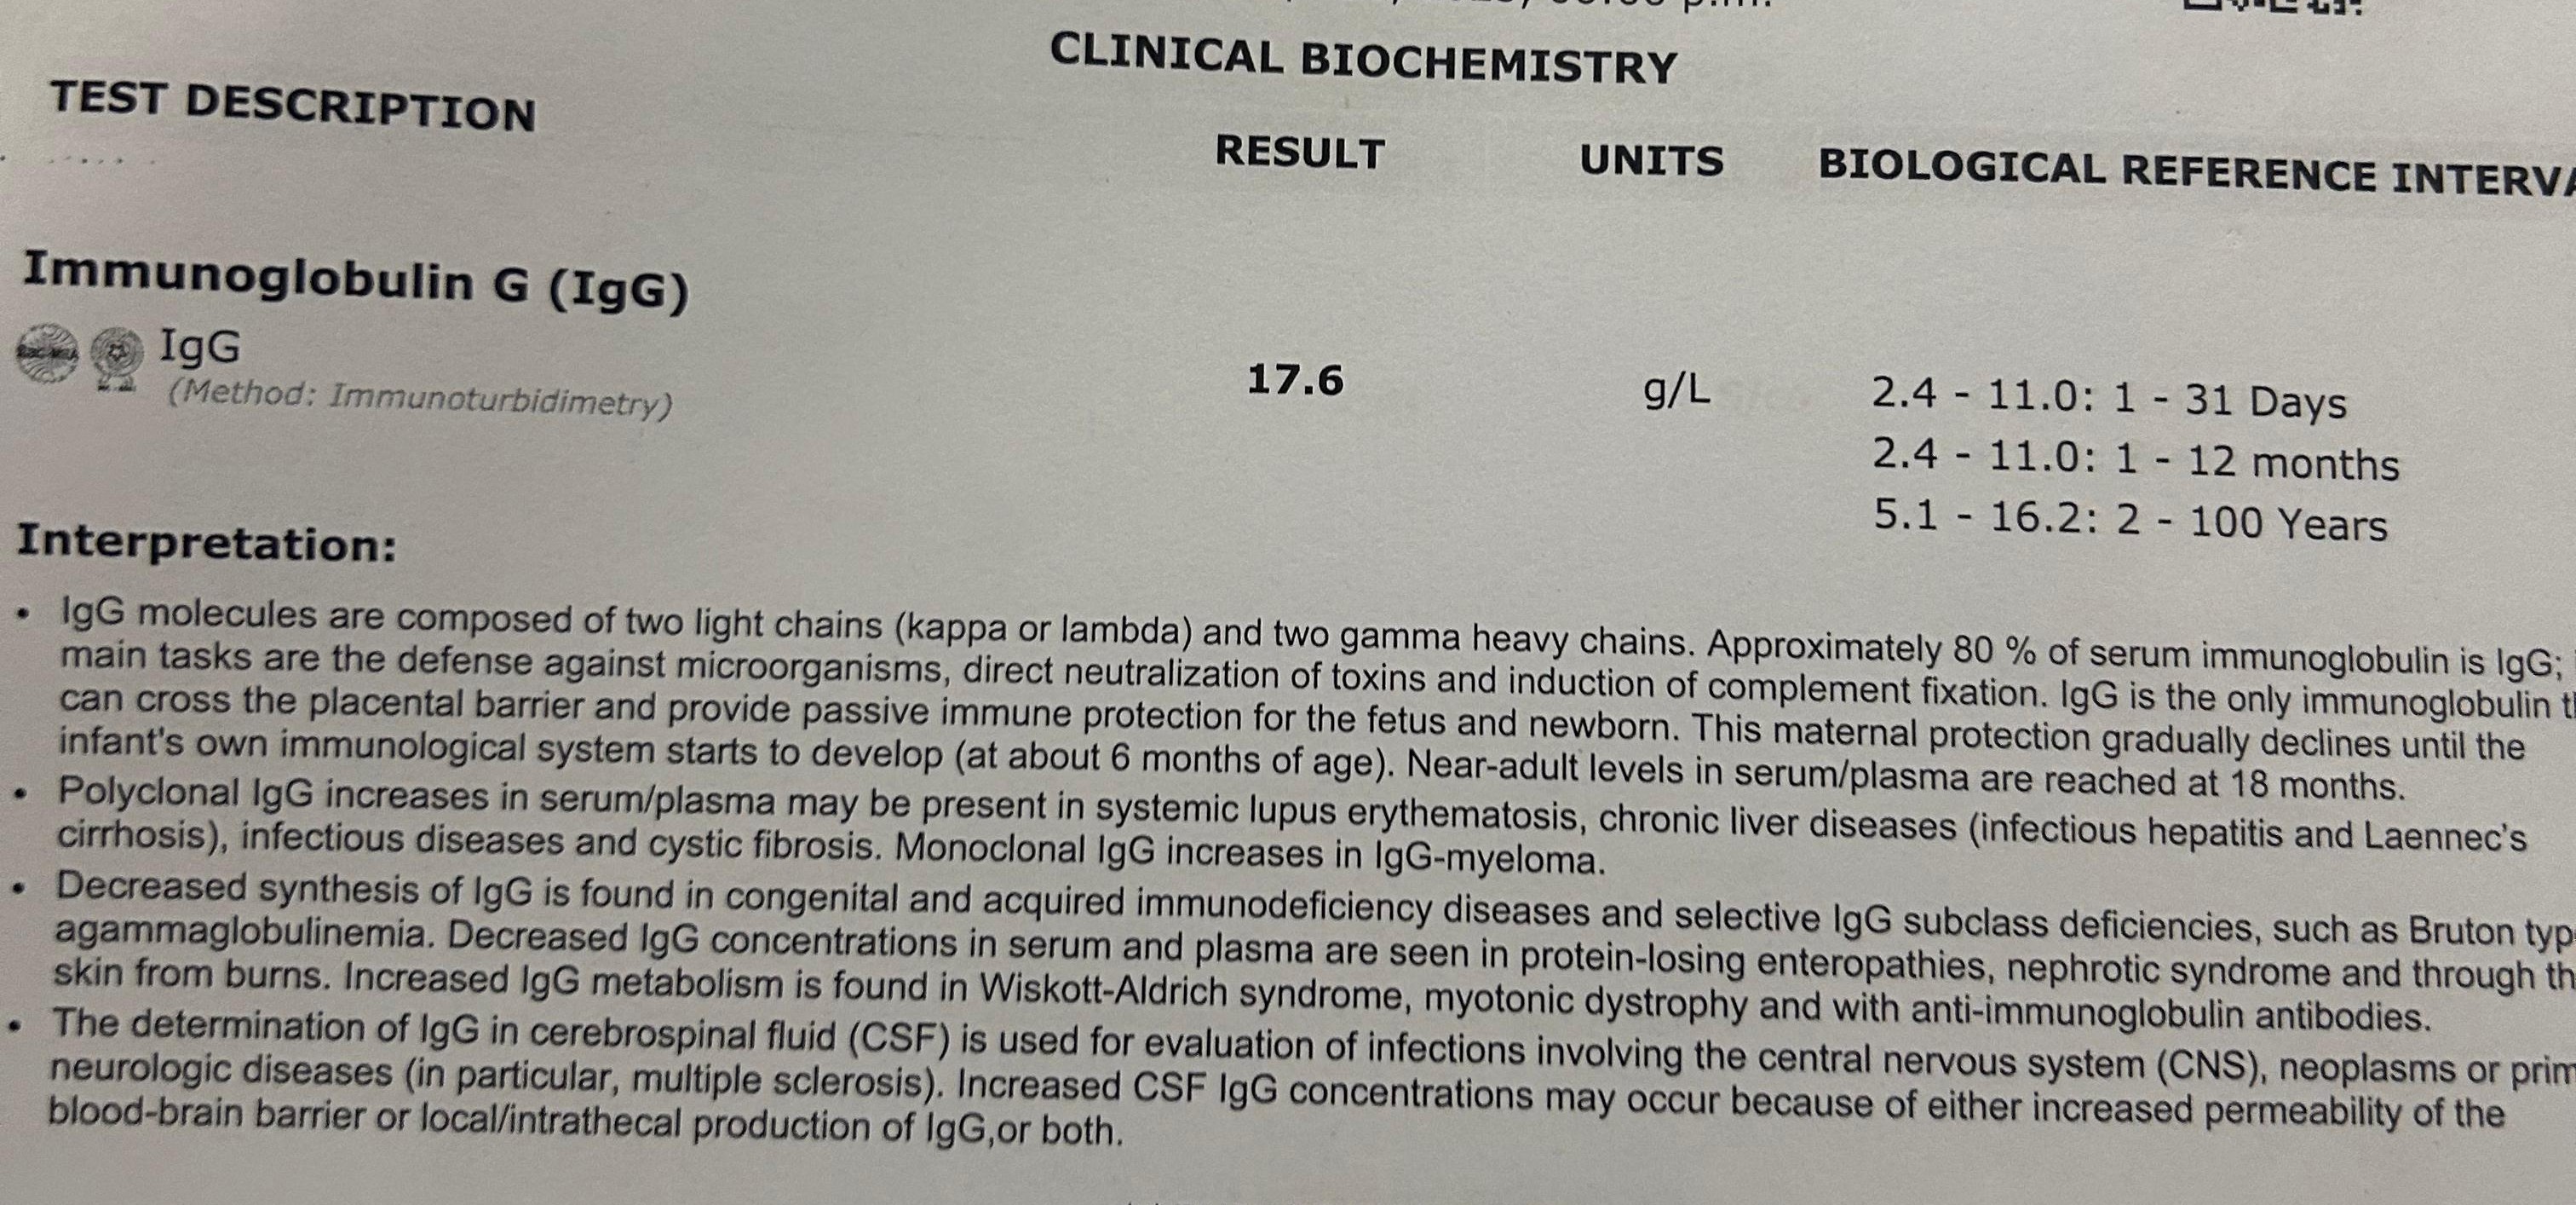 p.m.
CLINICAL BIOCHEMISTRY
TEST DESCRIPTION
RESULT UNITS BIOLOGICAL REFERENCE INTERVA
Immunoglobulin G (IgG)
IgG 17.6 g/L 2.4 - 11.0: 1 - 31 Days
(Method: Immunoturbidimetry)
2.4 - 11.0: 1 - 12 months
5.1 - 16.2: 2 - 100 Years
Interpretation:
• IgG molecules are composed of two light chains (kappa or lambda) and two gamma heavy chains. Approximately 80 % of serum immunoglobulin is IgG;
main tasks are the defense against microorganisms, direct neutralization of toxins and induction of complement fixation. IgG is the only immunoglobulin t
can cross the placental barrier and provide passive immune protection for the fetus and newborn. This maternal protection gradually declines until the
infant's own immunological system starts to develop (at about 6 months of age). Near-adult levels in serum/plasma are reached at 18 months.
• Polyclonal IgG increases in serum/plasma may be present in systemic lupus erythematosis, chronic liver diseases (infectious hepatitis and Laennec's
cirrhosis), infectious diseases and cystic fibrosis. Monoclonal IgG increases in IgG-myeloma.
• Decreased synthesis of IgG is found in congenital and acquired immunodeficiency diseases and selective IgG subclass deficiencies, such as Bruton typ
agammaglobulinemia. Decreased IgG concentrations in serum and plasma are seen in protein-losing enteropathies, nephrotic syndrome and through th
skin from burns. Increased IgG metabolism is found in Wiskott-Aldrich syndrome, myotonic dystrophy and with anti-immunoglobulin antibodies.
• The determination of IgG in cerebrospinal fluid (CSF) is used for evaluation of infections involving the central nervous system (CNS), neoplasms or prim
neurologic diseases (in particular, multiple sclerosis). Increased CSF IgG concentrations may occur because of either increased permeability of the
blood-brain barrier or local/intrathecal production of IgG,or both.